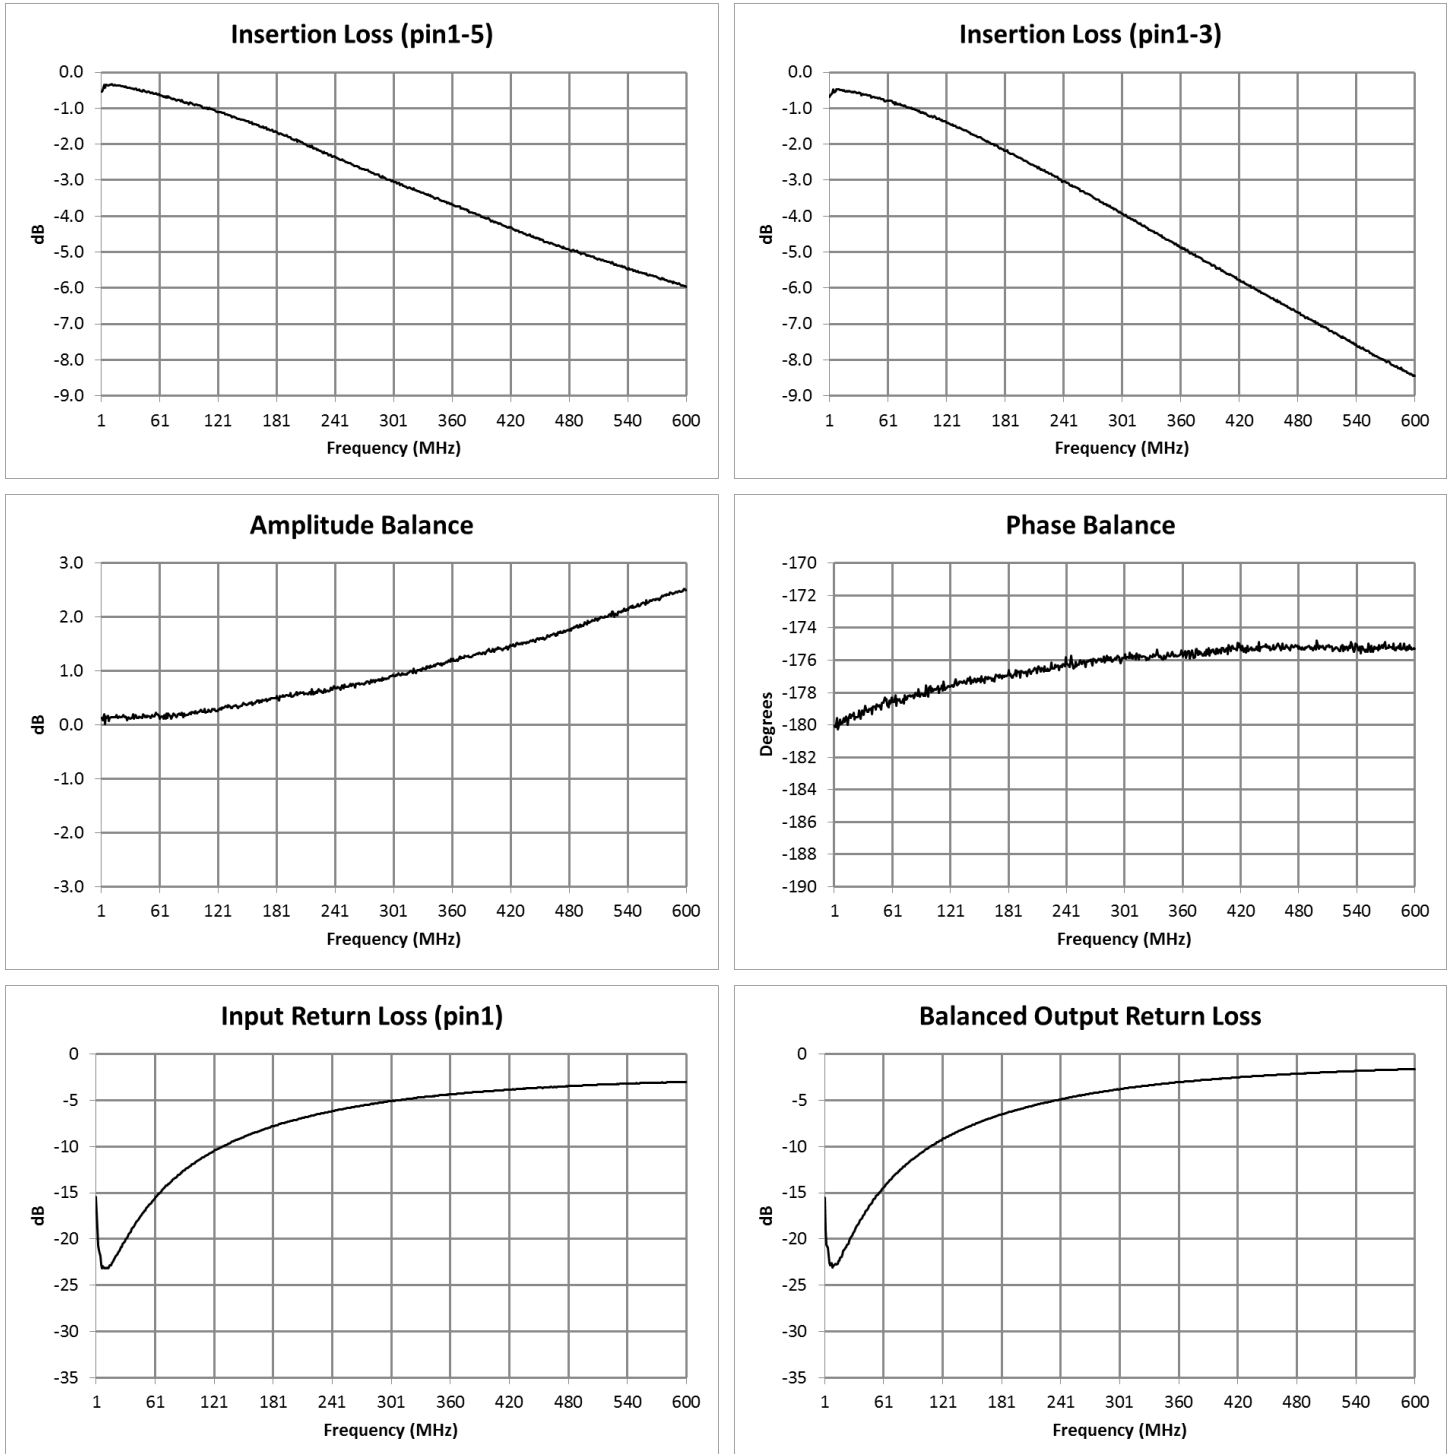 Insertion Loss (pin1-5)
0.0
-1.0
-2.0
-3.0
-4.0
-5.0
-6.0
-7.0
-8.0
-9.0
dB
1 61 121 181 241 301 360 420 480 540 600
Frequency (MHz)
Insertion Loss (pin1-3)
0.0
-1.0
-2.0
-3.0
-4.0
-5.0
-6.0
-7.0
-8.0
-9.0
dB
1 61 121 181 241 301 360 420 480 540 600
Frequency (MHz)
Amplitude Balance
3.0
2.0
1.0
0.0
-1.0
-2.0
-3.0
dB
1 61 121 181 241 301 360 420 480 540 600
Frequency (MHz)
Phase Balance
-170
-172
-174
-176
-178
-180
-182
-184
-186
-188
-190
Degrees
1 61 121 181 241 301 360 420 480 540 600
Frequency (MHz)
Input Return Loss (pin1)
0
-5
-10
-15
-20
-25
-30
-35
dB
1 61 121 181 241 301 360 420 480 540 600
Frequency (MHz)
Balanced Output Return Loss
0
-5
-10
-15
-20
-25
-30
-35
dB
1 61 121 181 241 301 360 420 480 540 600
Frequency (MHz)